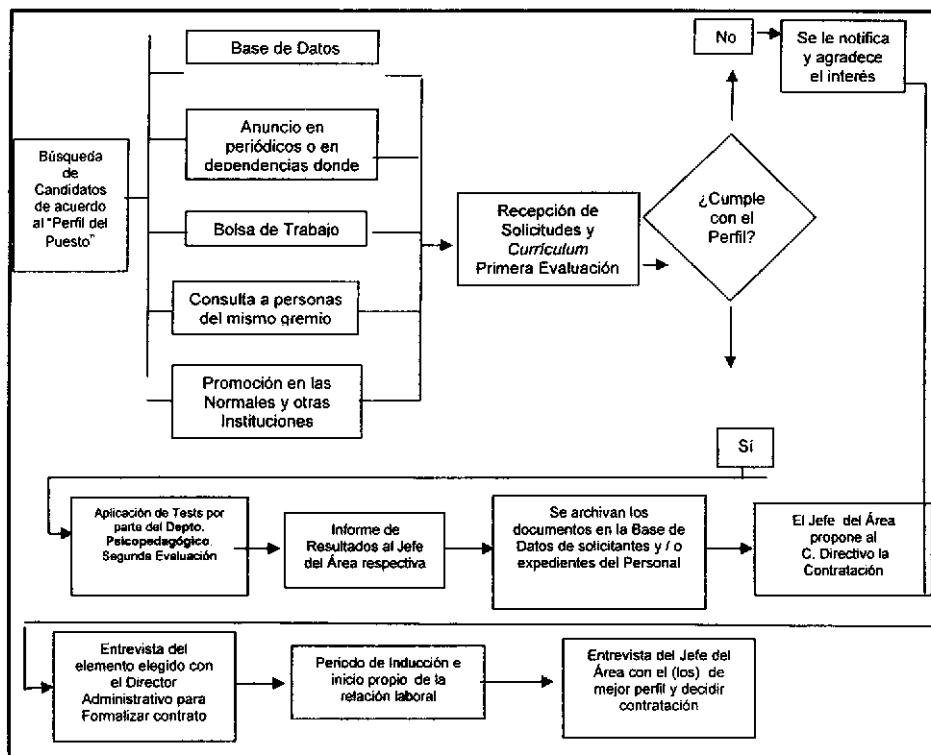 Base de Datos
Anuncio en
periódicos o en
dependencias donde
Búsqueda
de
Candidatos
de acuerdo
al "Perfil del
Puesto"
Bolsa de Trabajo
Consulta a personas
del mismo gremio
Promoción en las
Normales y otras
Instituciones
Recepción de
Solicitudes y
Currículum
Primera Evaluación
¿Cumple
con el
Perfil?
No
Se le notifica
y agradece
el interés
Sí
Aplicación de Tests por
parte del Depto.
Psicopedagógico.
Segunda Evaluación
Informe de
Resultados al Jefe
del Área respectiva
Se archivan los
documentos en la Base de
Datos de solicitantes y / o
expedientes del Personal
El Jefe del Área
propone al
C. Directivo la
Contratación
Entrevista del
elemento elegido con
el Director
Administrativo para
Formalizar contrato
Periodo de Inducción e
inicio propio de la
relación laboral
Entrevista del Jefe del
Área con el (los) de
mejor perfil y decidir
contratación